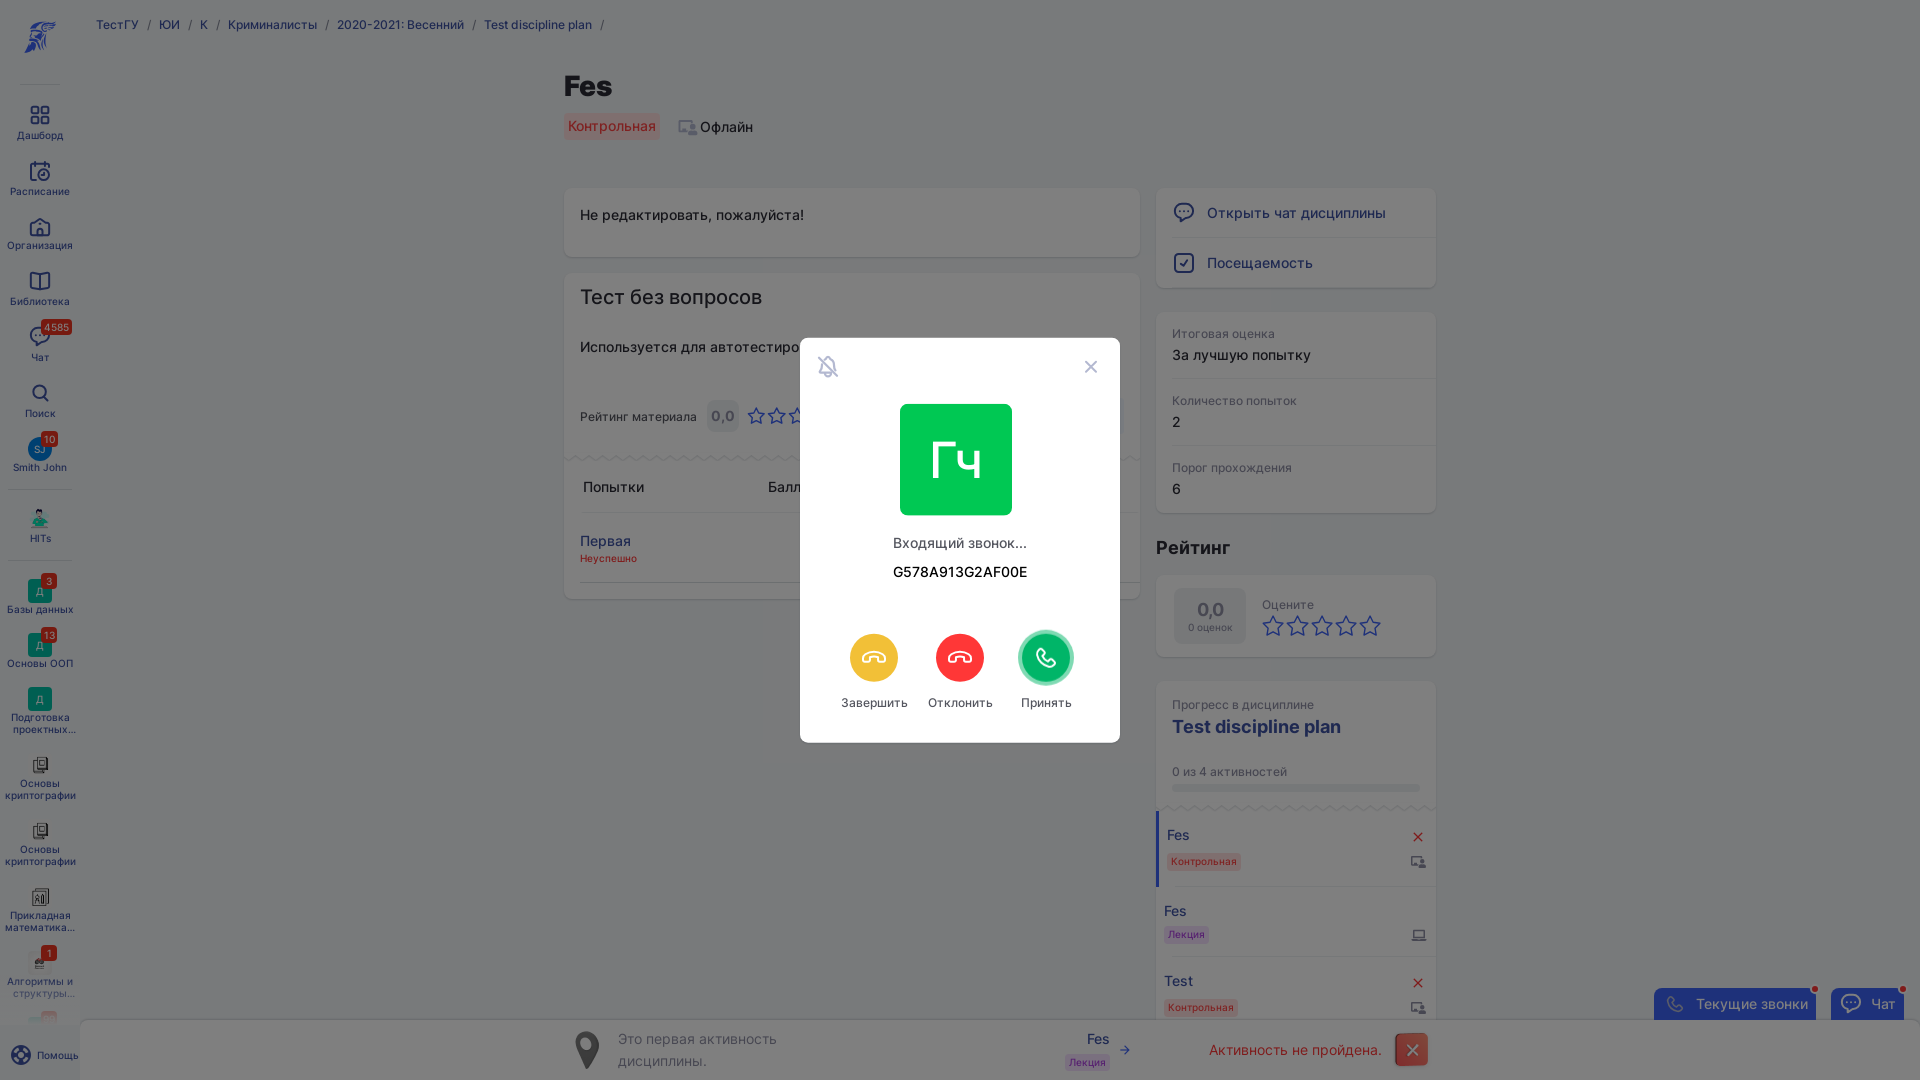 ТестГУ / ЮИ / К / Криминалисты / 2020-2021: Весенний / Test discipline plan /
Дашборд
Расписание
Организация
Библиотека
4585
Чат
Поиск
SJ
10
Smith John
HITs
Д
3
Базы данных
Д
13
Основы ООП
Д
Подготовка
проектных...
Основы
криптографии
Основы
криптографии
Прикладная
математика...
1
Алгоритмы и
структуры...
Помощь
Fes
Контрольная
Офлайн
Не редактировать, пожалуйста!
Тест без вопросов
Используется для автотестиро
Рейтинг материала 0,0
Попытки
Балл
Первая
Неуспешно
Гч
Входящий звонок...
G578A913G2AF00E
Завершить
Отклонить
Принять
Открыть чат дисциплины
Посещаемость
Итоговая оценка
За лучшую попытку
Количество попыток
2
Порог прохождения
6
Рейтинг
0,0
0 оценок
Оцените
Прогресс в дисциплине
Test discipline plan
0 из 4 активностей
Fes
Контрольная
Fes
Лекция
Test
Контрольная
Текущие звонки
Чат
Это первая активность
дисциплины.
Fes
Лекция
Активность не пройдена.